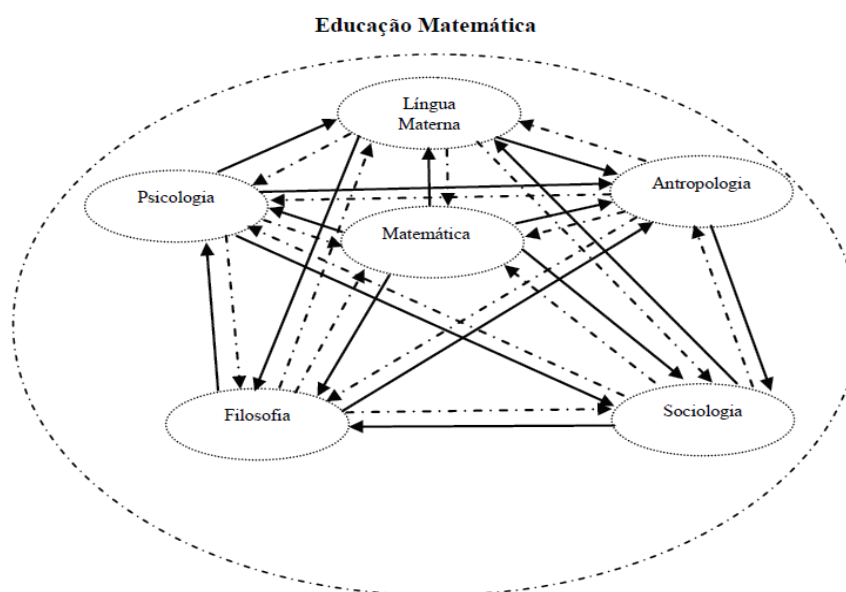 Educação Matemática
Língua
Materna
Psicologia
Antropologia
Matemática
Filosofia
Sociologia